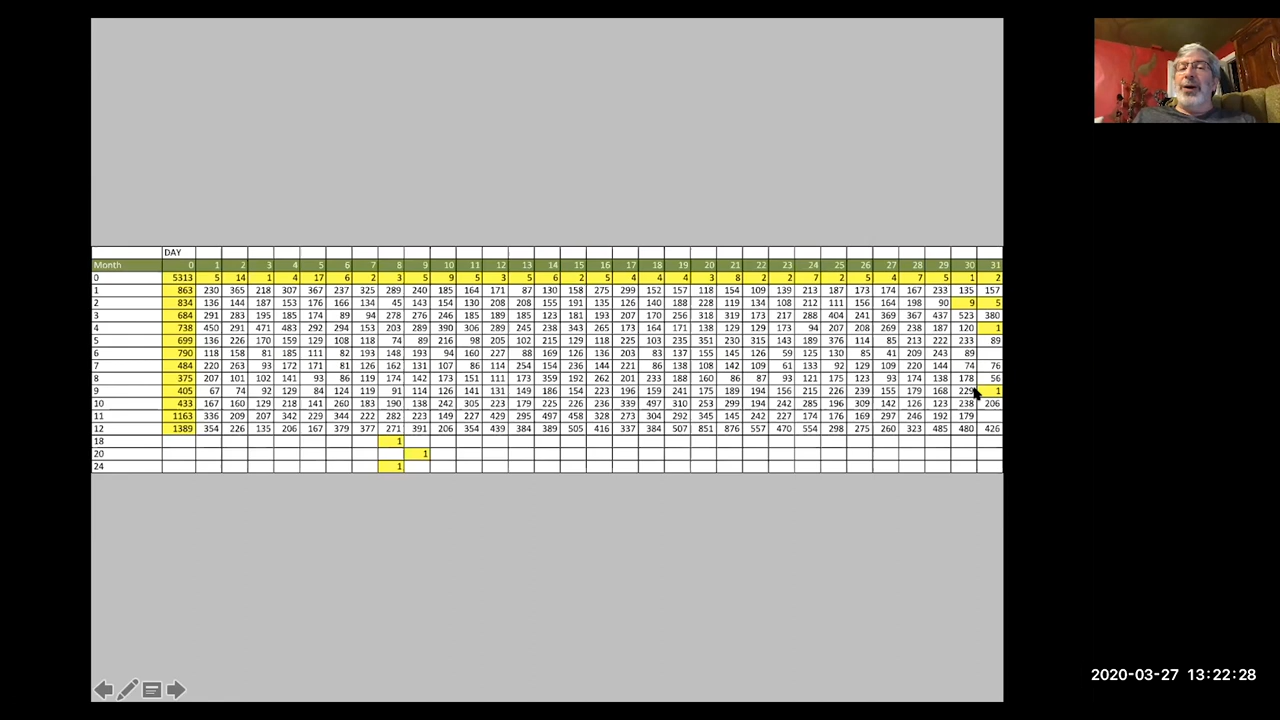 DAY
Month 0 1 2 3 4 5 6 7 8 9 10 11 12 13 14 15 16 17 18 19 20 21 22 23 24 25 26 27 28 29 30 31
0 5313 5 14 1 4 17 6 2 3 5 9 5 3 5 6 2 5 4 4 4 3 8 2 2 7 2 5 4 7 5 1 2
1 863 230 365 218 307 367 237 325 289 240 185 164 171 87 130 158 275 299 152 157 118 154 109 139 213 187 173 174 167 233 135 157
2 834 136 144 187 153 176 166 134 45 143 154 130 208 208 155 191 135 126 140 188 228 119 134 108 212 111 156 164 198 90 9 5
3 684 291 283 195 185 174 89 94 278 276 246 185 189 185 123 181 193 207 170 256 318 319 173 217 288 404 241 369 367 437 523 380
4 738 450 291 471 483 292 294 153 203 289 390 306 289 245 238 343 265 173 164 171 138 129 129 173 94 207 208 269 238 187 120 1
5 699 136 226 170 159 129 108 118 74 89 216 98 205 102 215 129 118 225 103 235 351 230 315 143 189 376 114 85 213 222 233 89
6 790 118 158 81 185 111 82 193 148 193 94 160 227 88 169 126 136 203 83 137 155 145 126 59 125 130 85 41 209 243 89
7 484 220 263 93 172 171 81 126 162 131 107 86 114 254 154 236 144 221 86 138 108 142 109 61 133 92 129 109 220 144 74 76
8 375 207 101 102 141 93 86 119 174 142 173 151 111 173 359 192 262 201 233 188 160 86 87 93 121 175 123 93 174 138 178 56
9 405 67 74 92 129 84 124 119 91 114 126 141 131 149 186 154 223 196 159 241 175 189 194 156 215 226 239 155 179 168 229 1
10 433 167 160 129 218 141 260 183 190 138 242 305 223 179 225 226 236 339 497 310 253 299 194 242 285 196 309 142 126 123 238 206
11 1163 336 209 207 342 229 344 222 282 223 149 227 429 295 497 458 328 273 304 292 345 145 242 227 174 176 169 297 246 192 179
12 1389 354 226 135 206 167 379 377 271 391 206 354 439 384 389 505 416 337 384 507 851 876 557 470 554 298 275 260 323 485 480 426
18 1
20 1
24 1
2020-03-27 13:22:28